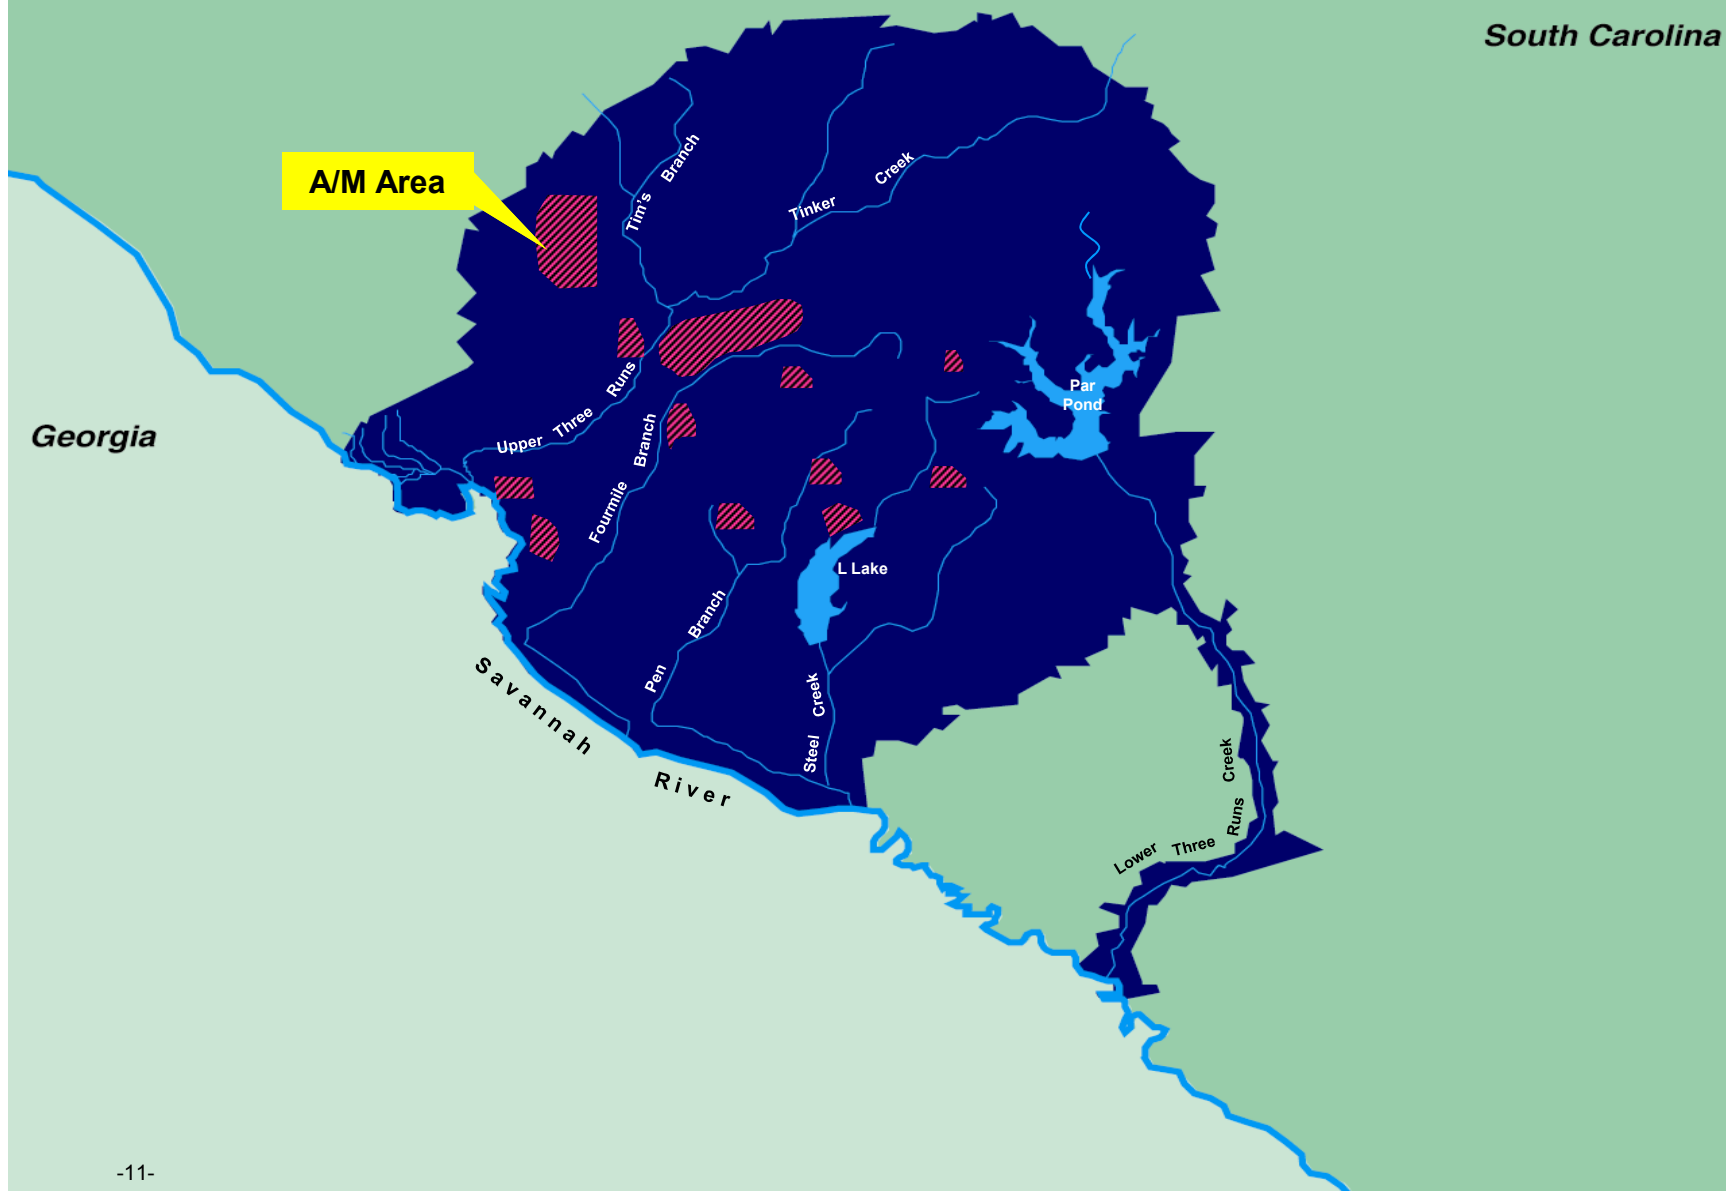 South Carolina
A/M Area
Tim's Branch
Tinker Creek
Par
Pond
Georgia
Upper Three Runs
Fourmile Branch
L Lake
Pen Branch
Steel Creek
Savannah River
Lower Three Runs Creek
-11-